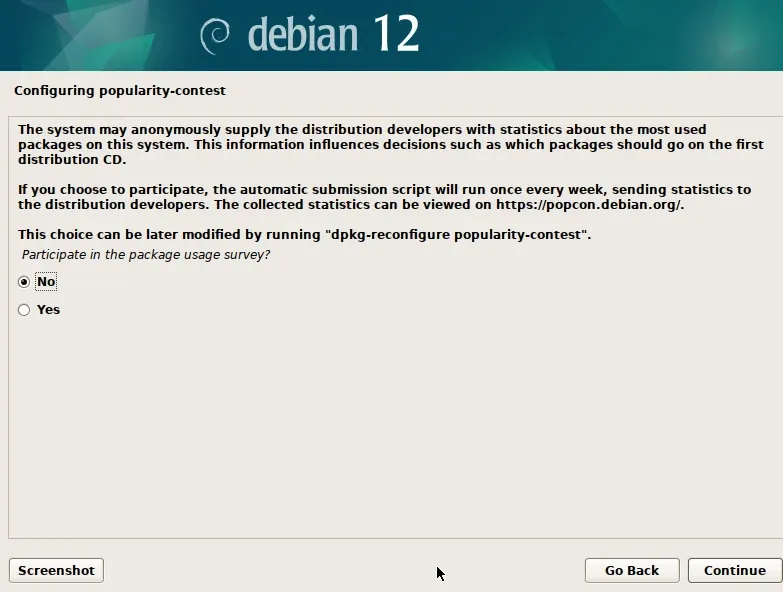 debian 12
Configuring popularity-contest
The system may anonymously supply the distribution developers with statistics about the most used
packages on this system. This information influences decisions such as which packages should go on the first
distribution CD.
If you choose to participate, the automatic submission script will run once every week, sending statistics to
the distribution developers. The collected statistics can be viewed on https://popcon.debian.org/.
This choice can be later modified by running "dpkg-reconfigure popularity-contest".
Participate in the package usage survey?
No
Yes
Screenshot
Go Back
Continue